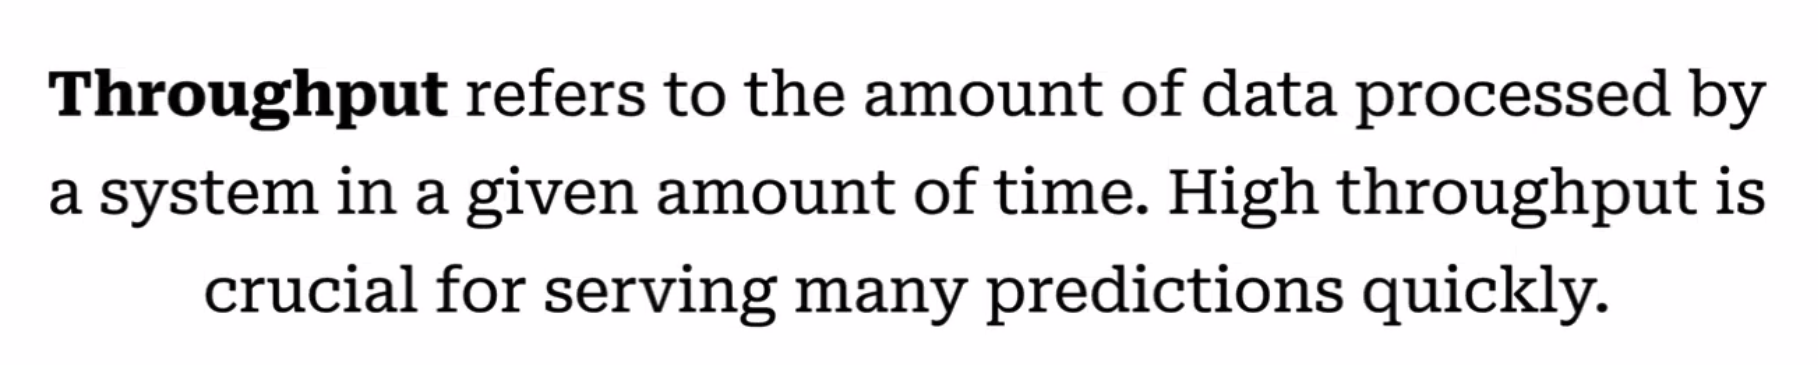 Throughput refers to the amount of data processed by
a system in a given amount of time. High throughput is
crucial for serving many predictions quickly.